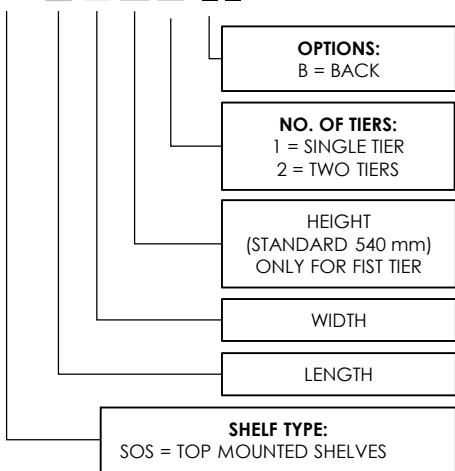 OPTIONS:
B = BACK
NO. OF TIERS:
1 = SINGLE TIER
2 = TWO TIERS
HEIGHT
(STANDARD 540 mm)
ONLY FOR FIST TIER
WIDTH
LENGTH
SHELF TYPE:
SOS = TOP MOUNTED SHELVES